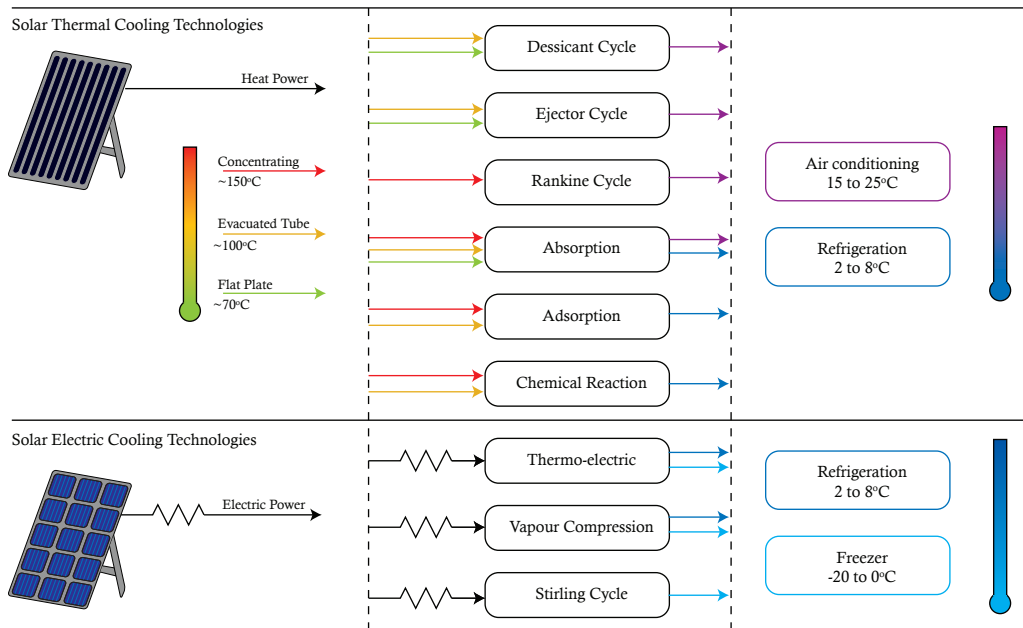 Solar Thermal Cooling Technologies
Heat Power
Concentrating
~150°C
Evacuated Tube
~100°C
Flat Plate
~70°C
Dessicant Cycle
Ejector Cycle
Rankine Cycle
Absorption
Adsorption
Chemical Reaction
Air conditioning
15 to 25°C
Refrigeration
2 to 8°C
Solar Electric Cooling Technologies
Electric Power
Thermo-electric
Vapour Compression
Stirling Cycle
Refrigeration
2 to 8°C
Freezer
-20 to 0°C